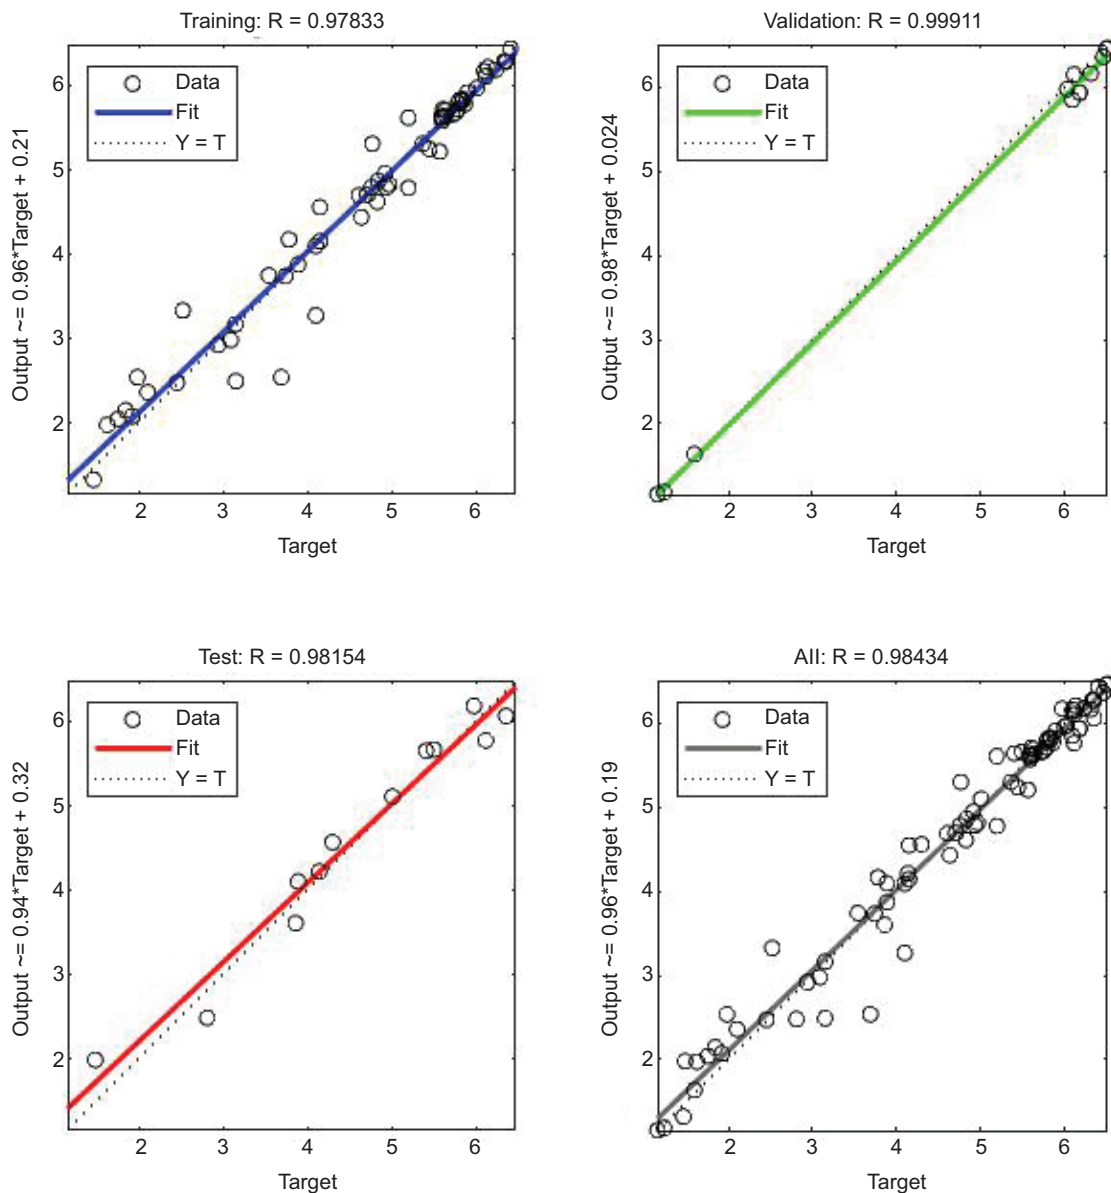 Training: R = 0.97833
Output ~= 0.96*Target + 0.21
6
5
4
3
2
Data
Fit
Y = T
2
3
4
5
6
Target
Validation: R = 0.99911
Output ~= 0.98*Target + 0.024
6
5
4
3
2
Data
Fit
Y = T
2
3
4
5
6
Target
Test: R = 0.98154
Output ~= 0.94*Target + 0.32
6
5
4
3
2
Data
Fit
Y = T
2
3
4
5
6
Target
All: R = 0.98434
Output ~= 0.96*Target + 0.19
6
5
4
3
2
Data
Fit
Y = T
2
3
4
5
6
Target